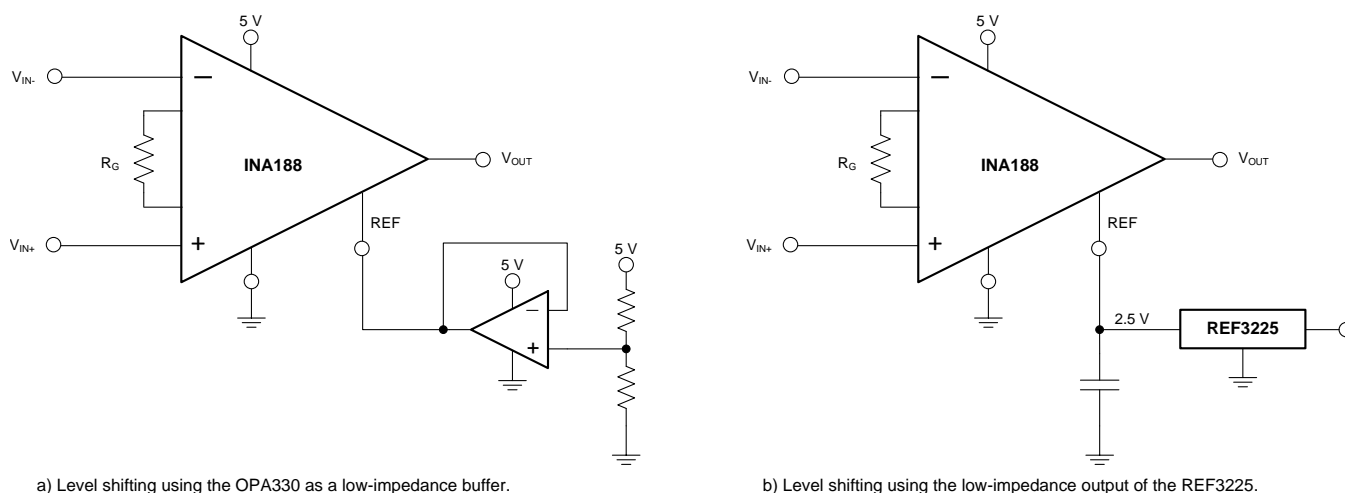 5 V
V_IN-
R_G
INA188
V_OUT
V_IN+
REF
5 V
5 V
a) Level shifting using the OPA330 as a low-impedance buffer.
5 V
V_IN-
R_G
INA188
V_OUT
V_IN+
REF
2.5 V
REF3225
b) Level shifting using the low-impedance output of the REF3225.